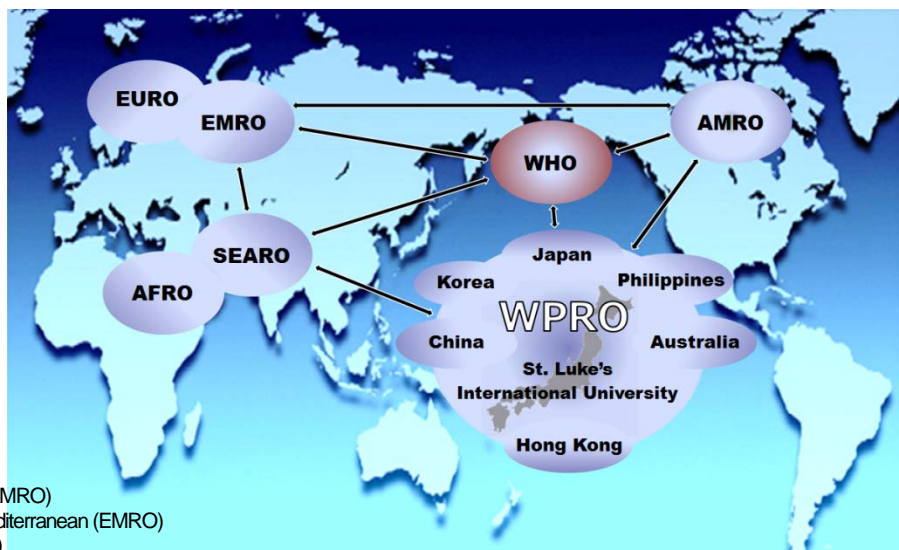 EURO
EMRO
AMRO
WHO
SEARO
AFRO
Japan
Korea
Philippines
WPRO
China
Australia
St. Luke's
International University
Hong Kong
MRO)
diterranean (EMRO)
)